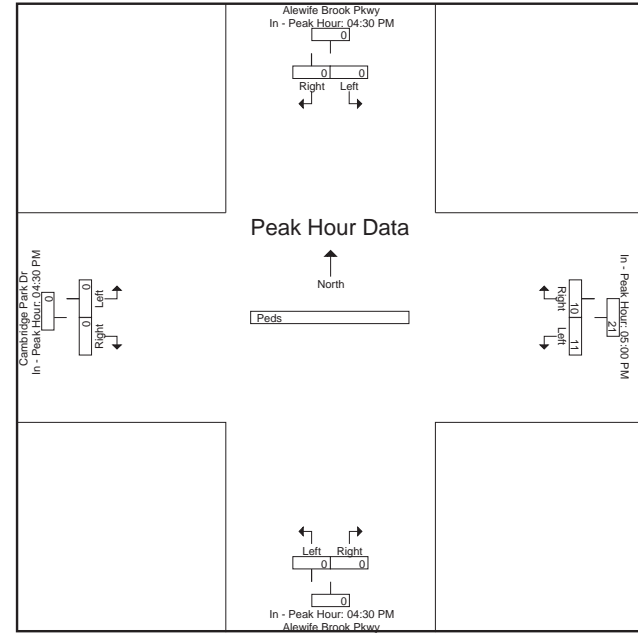 Alewife Brook Pkwy
In - Peak Hour: 04:30 PM
0
0 0
Right Left
Peak Hour Data
North
Peds
Cambridge Park Dr
In - Peak Hour: 04:30 PM
0
0 0
Left Right
In - Peak Hour: 05:00 PM
21
10 11
Right Left
Left Right
0 0
0
In - Peak Hour: 04:30 PM
Alewife Brook Pkwy